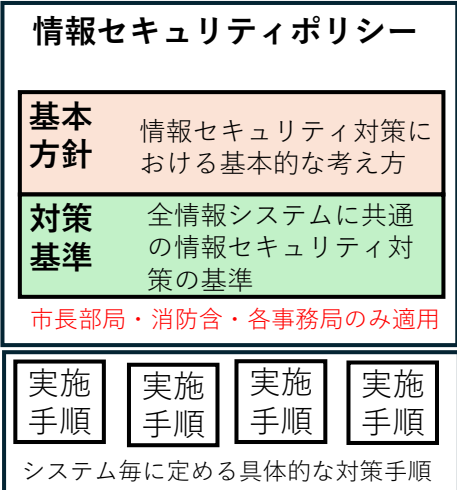 情報セキュリティポリシー
基本
方針
情報セキュリティ対策に
おける基本的な考え方
対策
基準
全情報システムに共通
の情報セキュリティ対
策の基準
市長部局・消防含・各事務局のみ適用
実施
手順
実施
手順
実施
手順
実施
手順
システム毎に定める具体的な対策手順